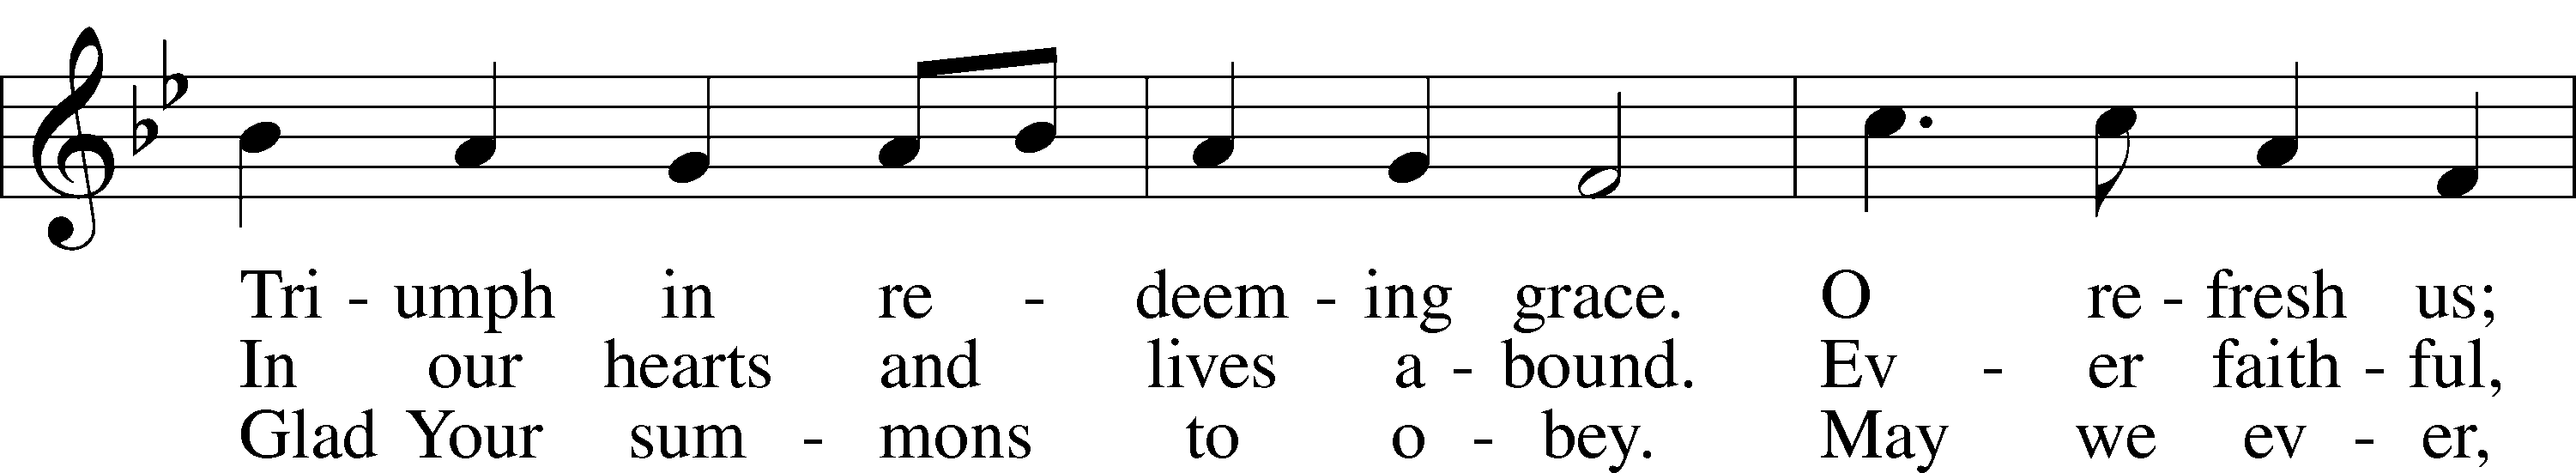 Tri - umph in re - deem - ing grace. O re - fresh us;
In our hearts and lives a - bound. Ev - er faith - ful,
Glad Your sum - mons to o - bey. May we ev - er,